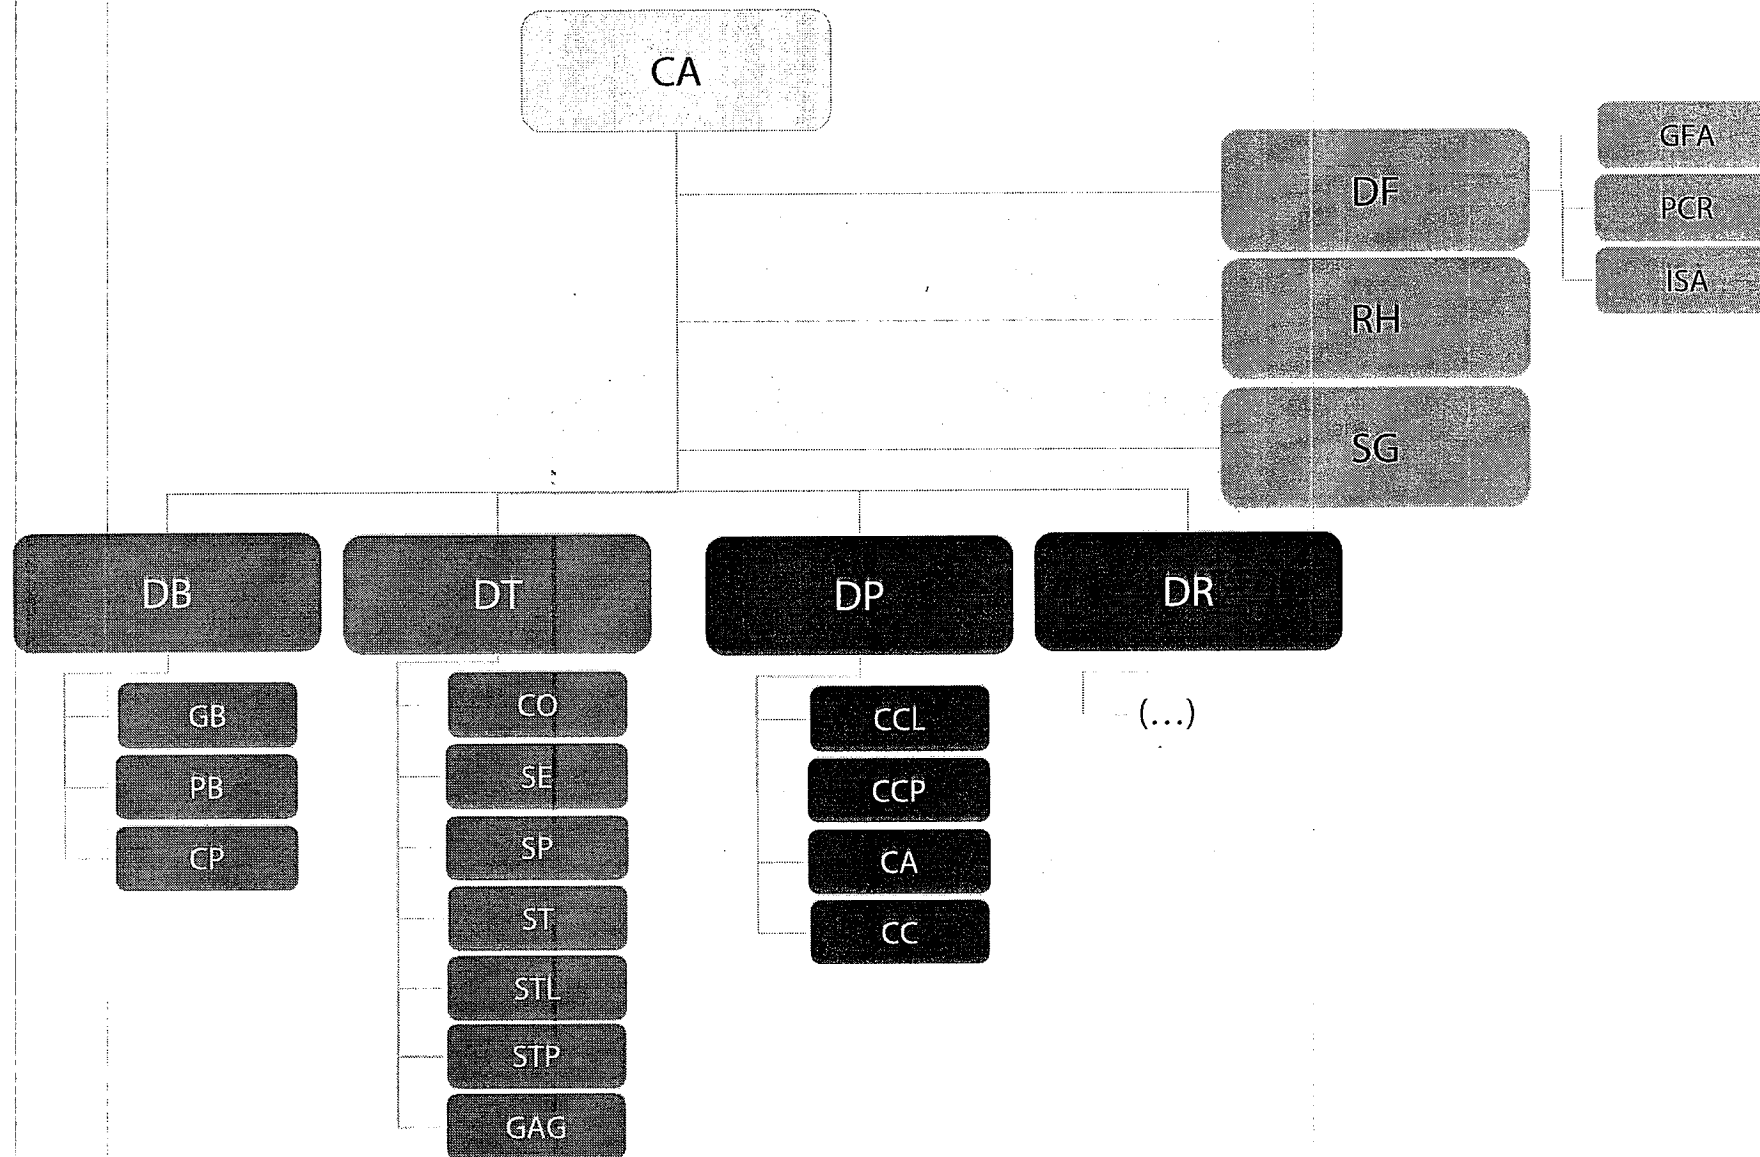 CA
DF
GFA
PCR
ISA
RH
SG
DB
GB
PB
CP
DT
CO
SE
SP
ST
STL
STP
GAG
DP
CCL
CCP
CA
CC
DR
(...)